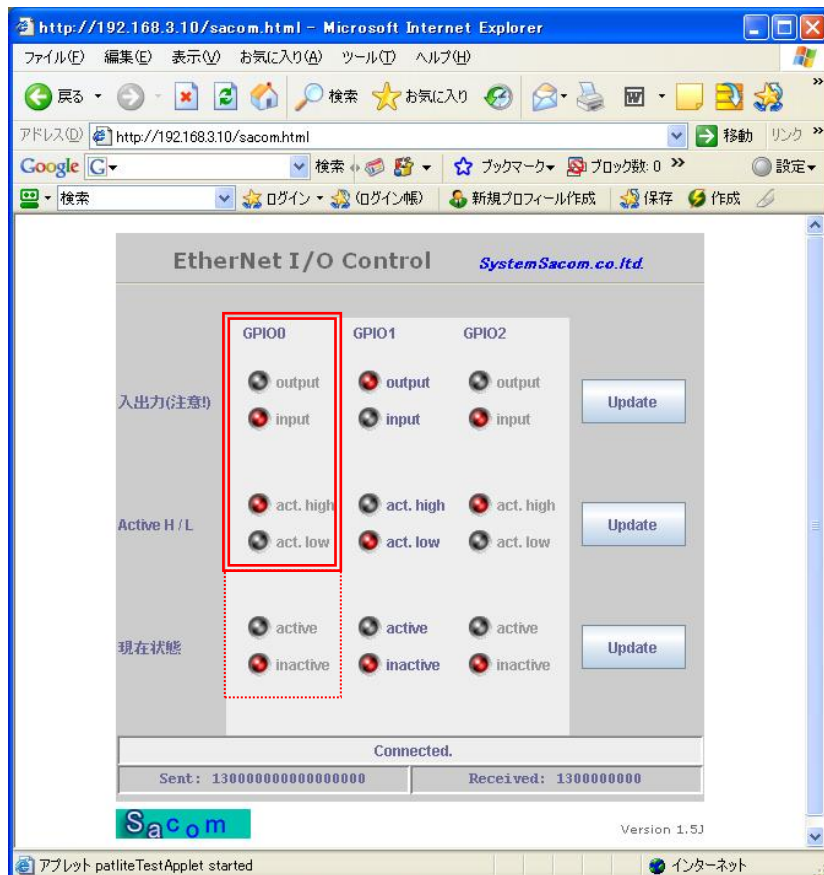 http://192.168.3.10/sacom.html - Microsoft Internet Explorer
ファイル(F) 編集(E) 表示(V) お気に入り(A) ツール(T) ヘルプ(H)
戻る 検索 お気に入り
アドレス(D) http://192.168.3.10/sacom.html 移動 リンク
Google G 検索 ブックマーク ブロック数: 0 設定
検索 ログイン (ログイン帳) 新規プロフィール作成 保存 作成
EtherNet I/O Control SystemSacom.co.ltd.
GPIO0 GPIO1 GPIO2
output output output
入出力(注意!) Update
input input input
act. high act. high act. high
Active H / L Update
act. low act. low act. low
active active active
現在状態 Update
inactive inactive inactive
Connected.
Sent: 130000000000000000 Received: 1300000000
Sacom
Version 1.5J
アプレット patliteTestApplet started インターネット